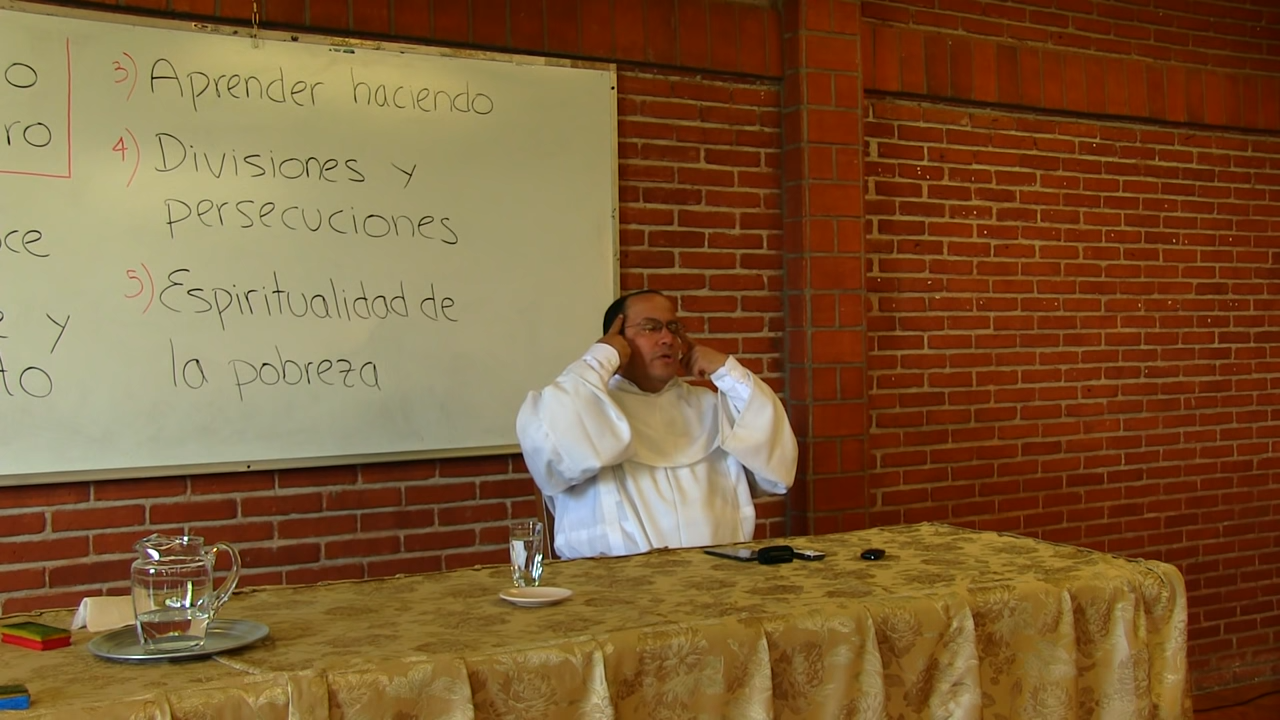 3) Aprender haciendo
4) Divisiones y
persecuciones
5) Espiritualidad de
la pobreza
y